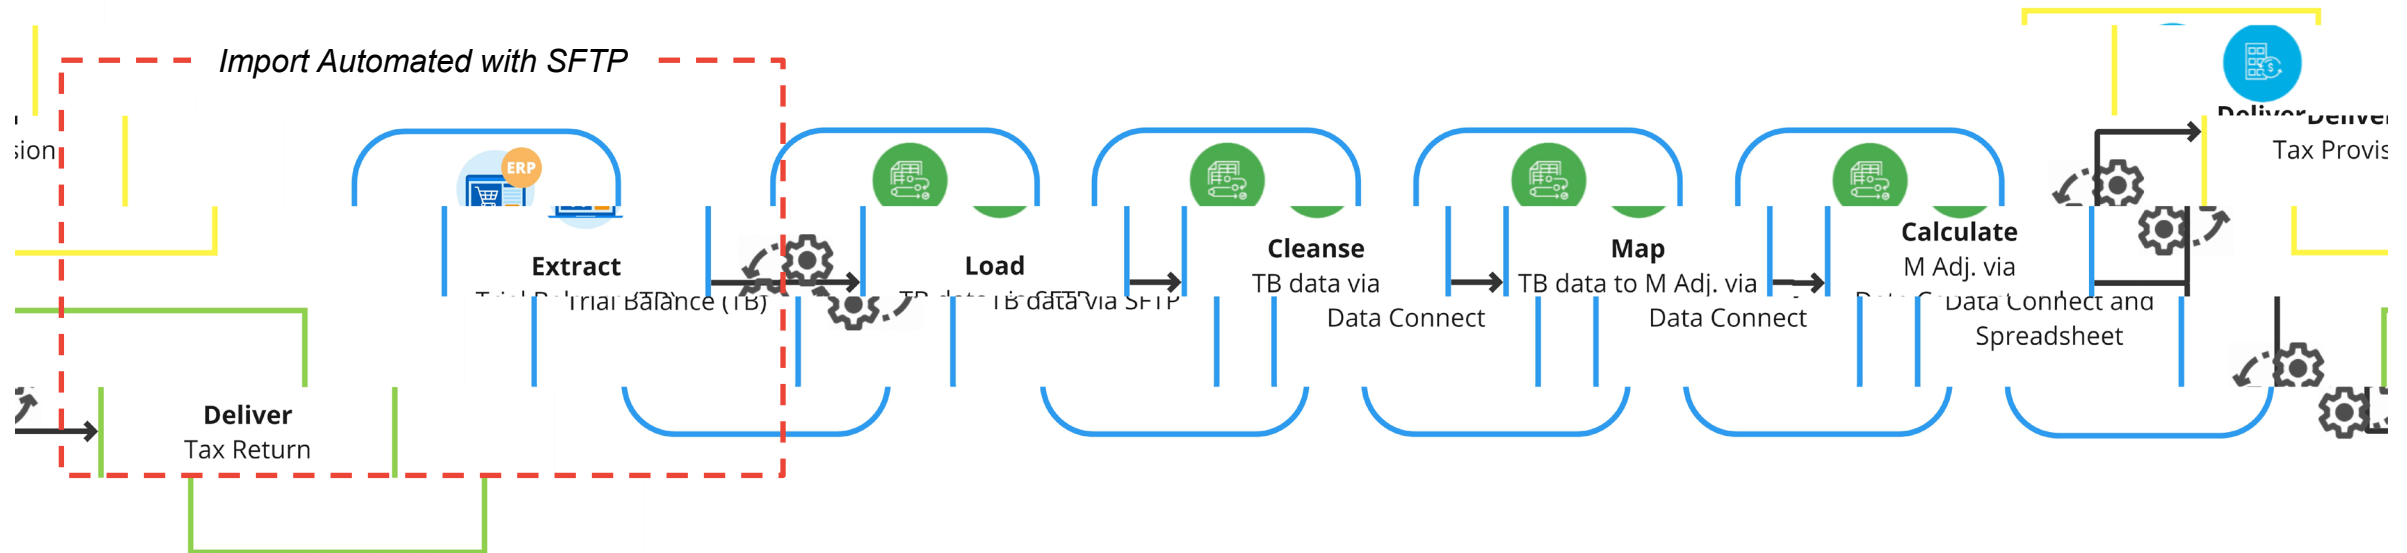 Import Automated with SFTP
ERP
Extract
Trial Balance (TB)
Load
TB data via SFTP
Cleanse
TB data via
Data Connect
Map
TB data to M Adj. via
Data Connect
Calculate
M Adj. via
Data Connect and
Spreadsheet
Deliver
Tax Provis
sion
Deliver
Tax Return